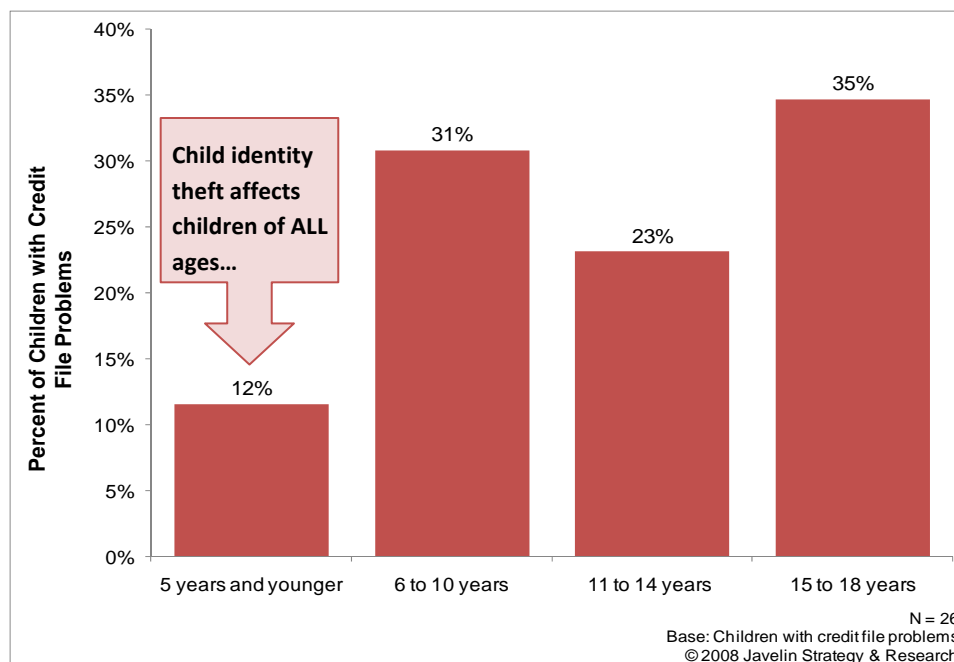 40%
35%
30%
25%
20%
15%
10%
5%
0%
Percent of Children with Credit
File Problems
Child identity
theft affects
children of ALL
ages…
12%
31%
23%
35%
5 years and younger
6 to 10 years
11 to 14 years
15 to 18 years
N = 26
Base: Children with credit file problems
© 2008 Javelin Strategy & Research